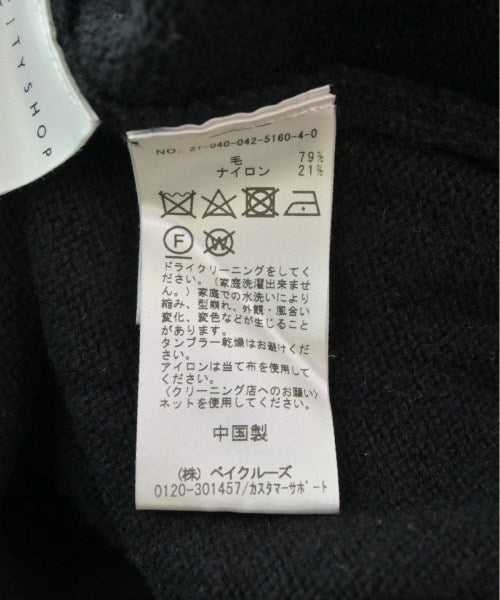 CITYSHOP
NO. 21-040-042-5160-4-0
毛 79%
ナイロン 21%
F W
ドライクリーニングをしてく
ださい。(家庭洗濯出来ませ
ん。)家庭での水洗いにより
縮み、型崩れ、外観・風合い
変化、変色などが生じること
があります。
タンブラー乾燥はお避けくだ
さい。
アイロンは当て布を使用して
ください。
〈クリーニング店へのお願い〉
ネットを使用してください。
中国製
(株) ベイクルーズ
0120-301457/カスタマーサポート